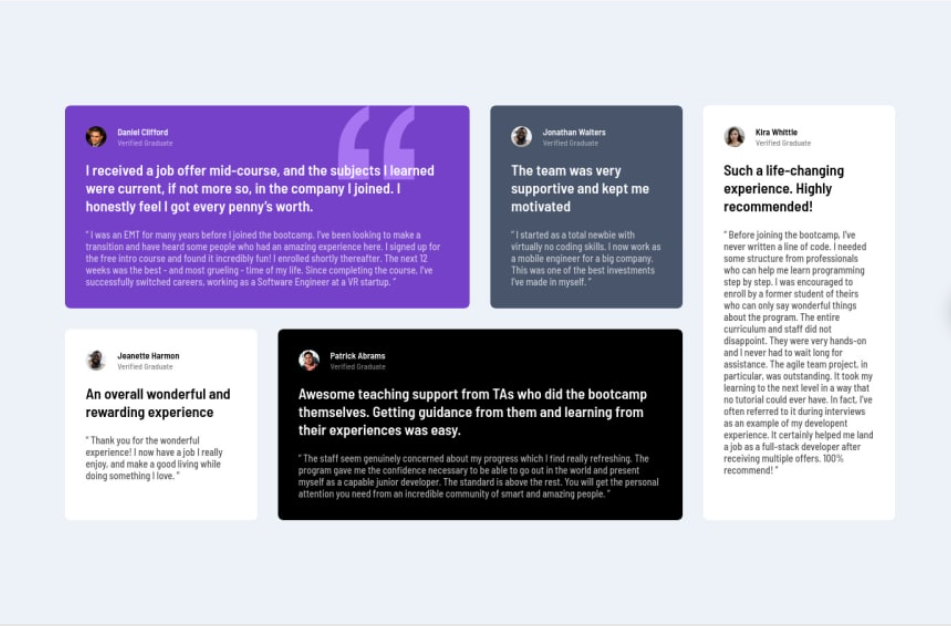 Daniel Clifford
Verified Graduate
I received a job offer mid-course, and the subjects I learned
were current, if not more so, in the company I joined. I
honestly feel I got every penny's worth.
" I was an EMT for many years before I joined the bootcamp. I've been looking to make a
transition and have heard some people who had an amazing experience here. I signed up for
the free intro course and found it incredibly fun! I enrolled shortly thereafter. The next 12
weeks was the best - and most grueling - time of my life. Since completing the course, I've
successfully switched careers, working as a Software Engineer at a VR startup. "
Jonathan Walters
Verified Graduate
The team was very
supportive and kept me
motivated
" I started as a total newbie with
virtually no coding skills. I now work as
a mobile engineer for a big company.
This was one of the best investments
I've made in myself. "
Kira Whittle
Verified Graduate
Such a life-changing
experience. Highly
recommended!
" Before joining the bootcamp, I've
never written a line of code. I needed
some structure from professionals
who can help me learn programming
step by step. I was encouraged to
enroll by a former student of theirs
who can only say wonderful things
about the program. The entire
curriculum and staff did not
disappoint. They were very hands-on
and I never had to wait long for
assistance. The agile team project, in
particular, was outstanding. It took my
learning to the next level in a way that
no tutorial could ever have. In fact, I've
often referred to it during interviews
as an example of my developent
experience. It certainly helped me land
a job as a full-stack developer after
receiving multiple offers. 100%
recommend! "
Jeanette Harmon
Verified Graduate
An overall wonderful and
rewarding experience
" Thank you for the wonderful
experience! I now have a job I really
enjoy, and make a good living while
doing something I love. "
Patrick Abrams
Verified Graduate
Awesome teaching support from TAs who did the bootcamp
themselves. Getting guidance from them and learning from
their experiences was easy.
" The staff seem genuinely concerned about my progress which I find really refreshing. The
program gave me the confidence necessary to be able to go out in the world and present
myself as a capable junior developer. The standard is above the rest. You will get the personal
attention you need from an incredible community of smart and amazing people. "